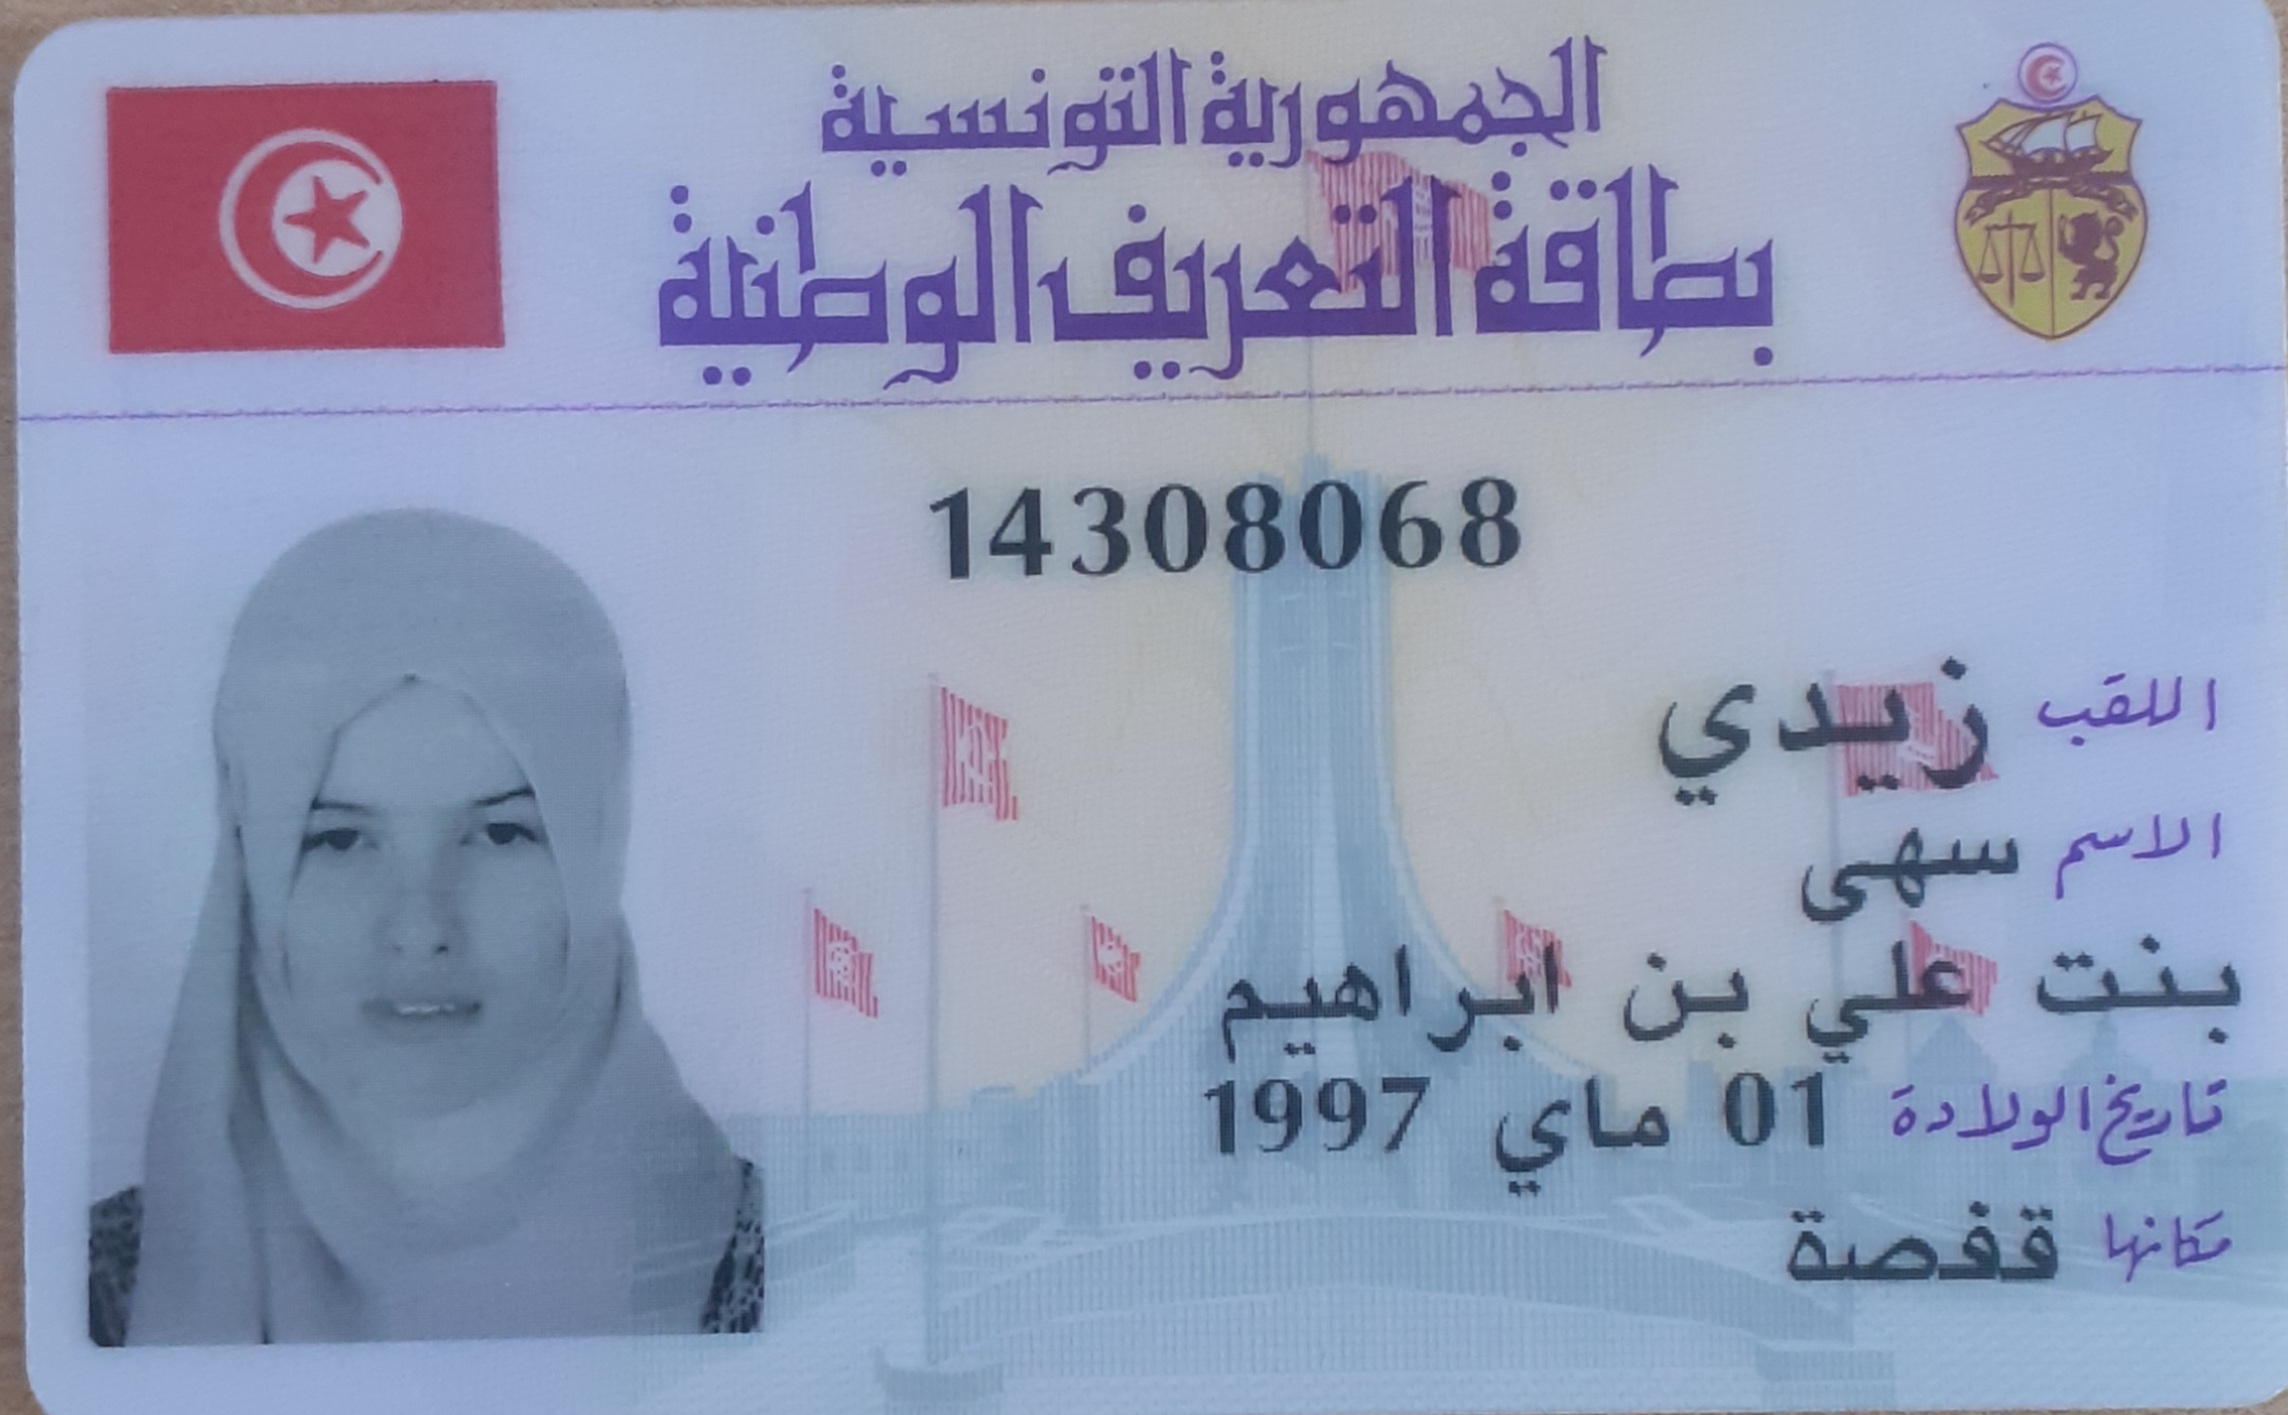 الجمهورية التونسية
بطاقة التعريف الوطنية
14308068
اللقب زيدي
الاسم سهى
بنت علي بن ابراهيم
تاريخ الولادة 01 ماي 1997
مكانها قفصة